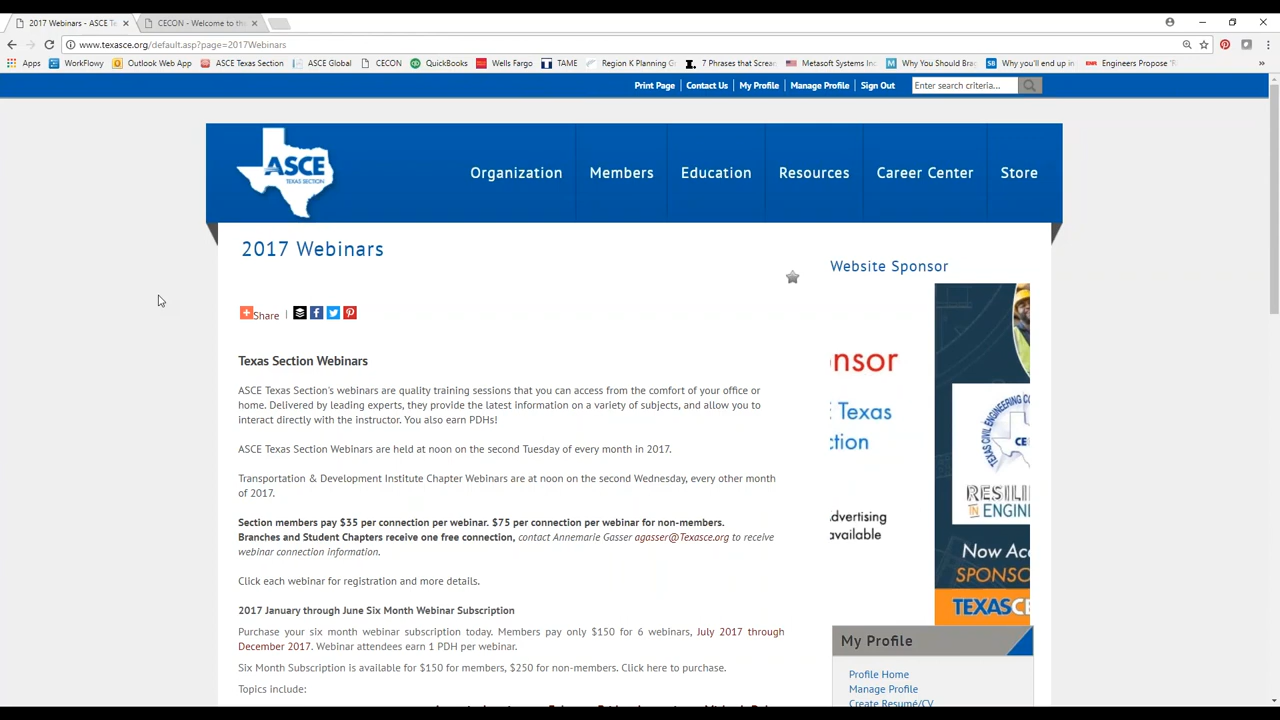 2017 Webinars - ASCE Te
CECON - Welcome to th
www.texasce.org/default.asp?page=2017Webinars
Apps WorkFlowy Outlook Web App ASCE Texas Section ASCE Global CECON QuickBooks Wells Fargo TAME Region K Planning G 7 Phrases that Screa Metasoft Systems Inc Why You Should Bra Why you'll end up in Engineers Propose
Print Page Contact Us My Profile Manage Profile Sign Out Enter search criteria...
ASCE
TEXAS SECTION
Organization Members Education Resources Career Center Store
2017 Webinars
Website Sponsor
Share
Texas Section Webinars
ASCE Texas Section's webinars are quality training sessions that you can access from the comfort of your office or
home. Delivered by leading experts, they provide the latest information on a variety of subjects, and allow you to
interact directly with the instructor. You also earn PDHs!
ASCE Texas Section Webinars are held at noon on the second Tuesday of every month in 2017.
Transportation & Development Institute Chapter Webinars are at noon on the second Wednesday, every other month
of 2017.
Section members pay $35 per connection per webinar. $75 per connection per webinar for non-members.
Branches and Student Chapters receive one free connection, contact Annemarie Gasser agasser@Texasce.org to receive
webinar connection information.
Click each webinar for registration and more details.
2017 January through June Six Month Webinar Subscription
Purchase your six month webinar subscription today. Members pay only $150 for 6 webinars, July 2017 through
December 2017. Webinar attendees earn 1 PDH per webinar.
Six Month Subscription is available for $150 for members, $250 for non-members. Click here to purchase.
Topics include:
nsor
Texas
ction
dvertising
available
RESILI
IN ENGINE
Now Ac
SPONSO
TEXASCE
My Profile
Profile Home
Manage Profile
Create Resumé/CV